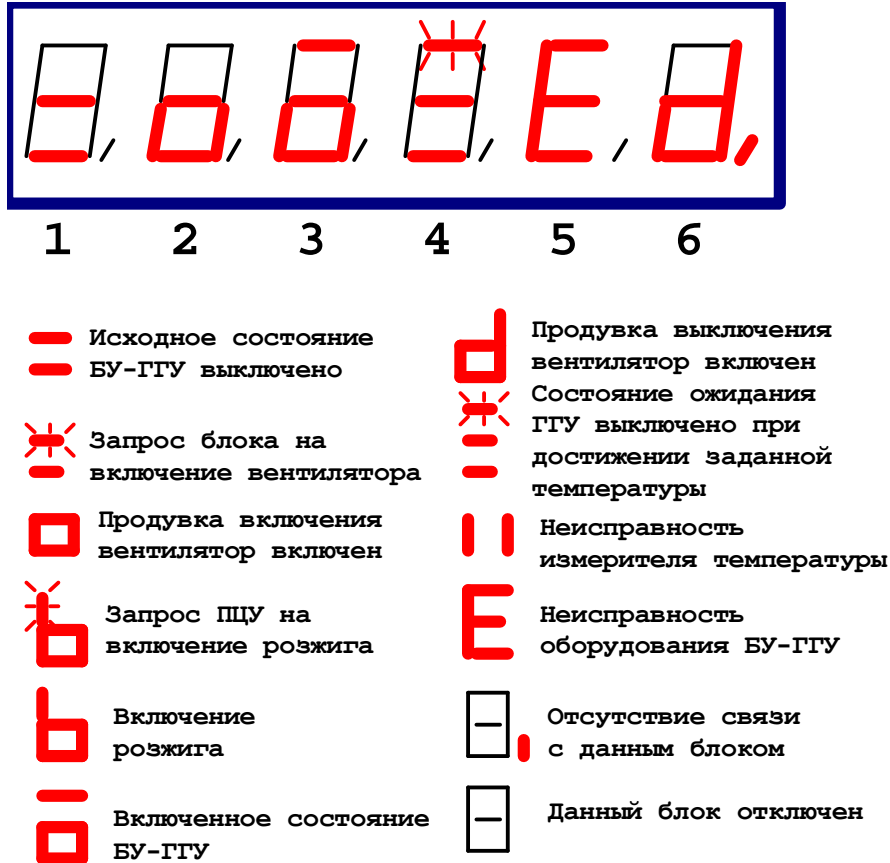 1 2 3 4 5 6
Исходное состояние
БУ-ГГУ выключено
Запрос блока на
включение вентилятора
Продувка включения
вентилятор включен
Запрос ПЦУ на
включение розжига
Включение
розжига
Включенное состояние
БУ-ГГУ
Продувка выключения
вентилятор включен
Состояние ожидания
ГГУ выключено при
достижении заданной
температуры
Неисправность
измерителя температуры
Неисправность
оборудования БУ-ГГУ
Отсутствие связи
с данным блоком
Данный блок отключен